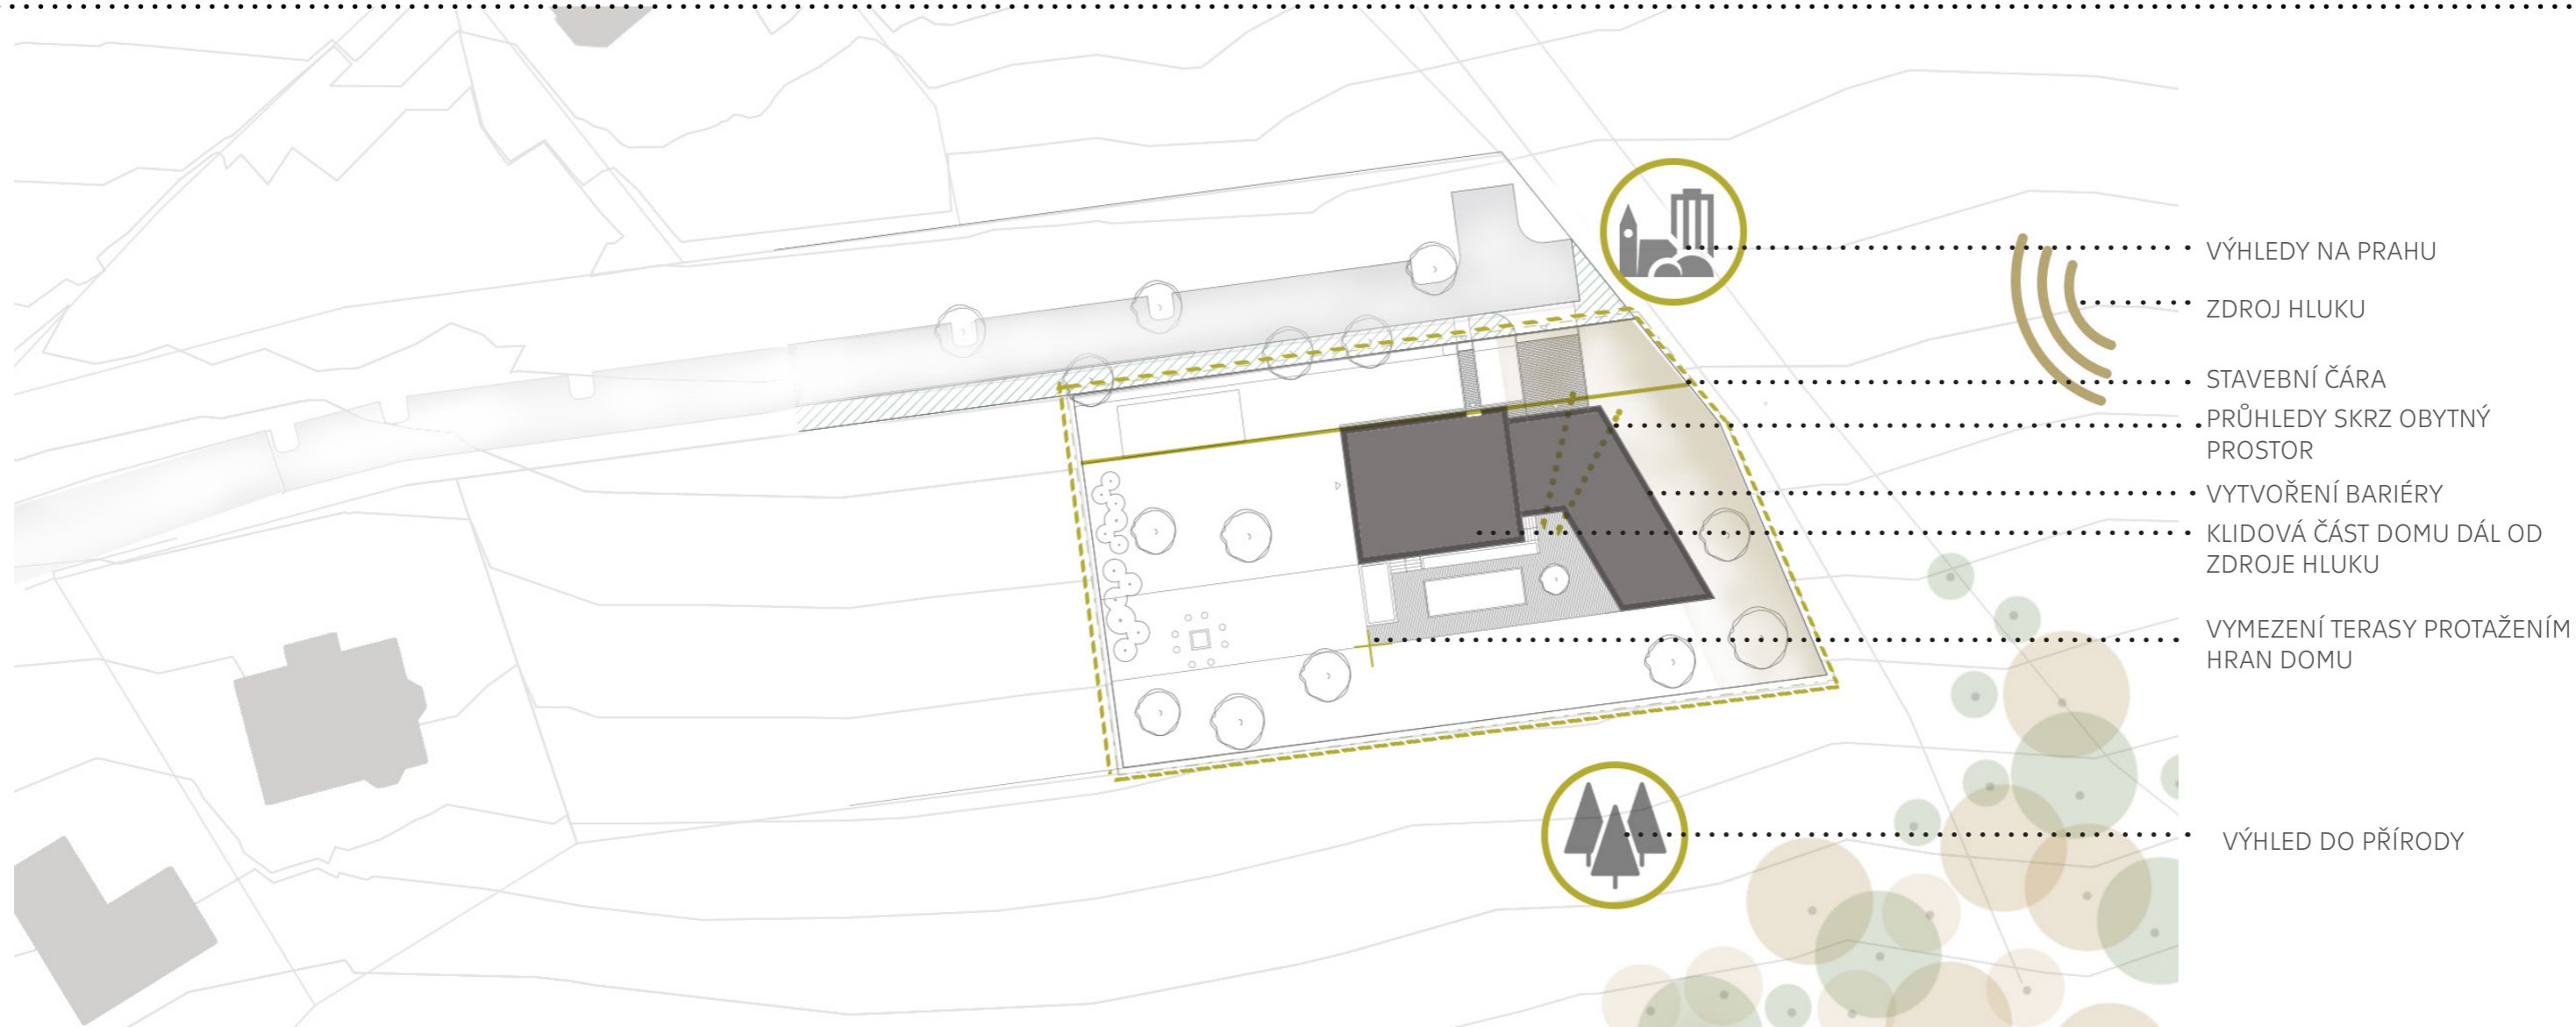 VÝHLEDY NA PRAHU
ZDROJ HLUKU
STAVEBNÍ ČÁRA
PRŮHLEDY SKRZ OBYTNÝ
PROSTOR
VYTVOŘENÍ BARIÉRY
KLIDOVÁ ČÁST DOMU DÁL OD
ZDROJE HLUKU
VYMEZENÍ TERASY PROTAŽENÍM
HRAN DOMU
VÝHLED DO PŘÍRODY